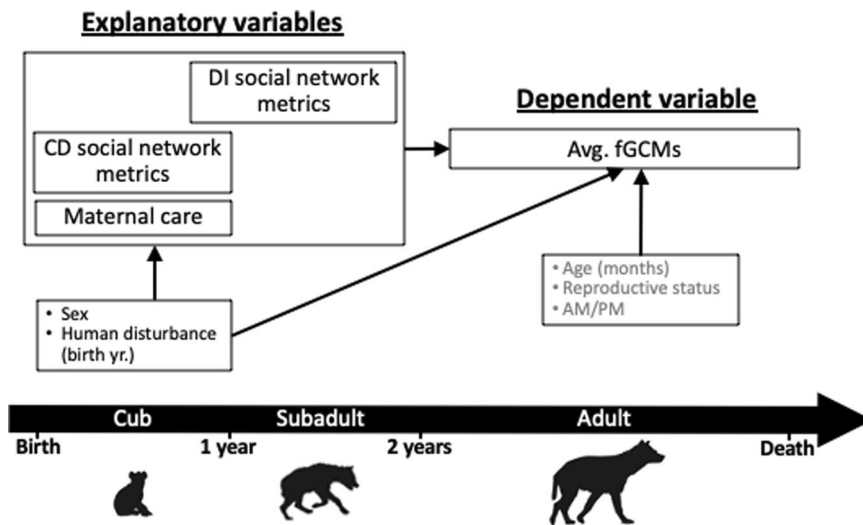 Explanatory variables
DI social network
metrics
CD social network
metrics
Maternal care
Dependent variable
Avg. fGCMs
• Sex
• Human disturbance
(birth yr.)
• Age (months)
• Reproductive status
• AM/PM
Cub
Subadult
Adult
Birth
1 year
2 years
Death